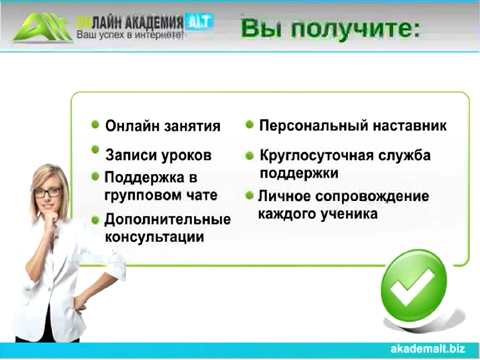 ОНЛАЙН АКАДЕМИЯ ALT
Ваш успех в интернете!
Вы получите:
Онлайн занятия
Записи уроков
Поддержка в
групповом чате
Дополнительные
консультации
Персональный наставник
Круглосуточная служба
поддержки
Личное сопровождение
каждого ученика
akademalt.biz